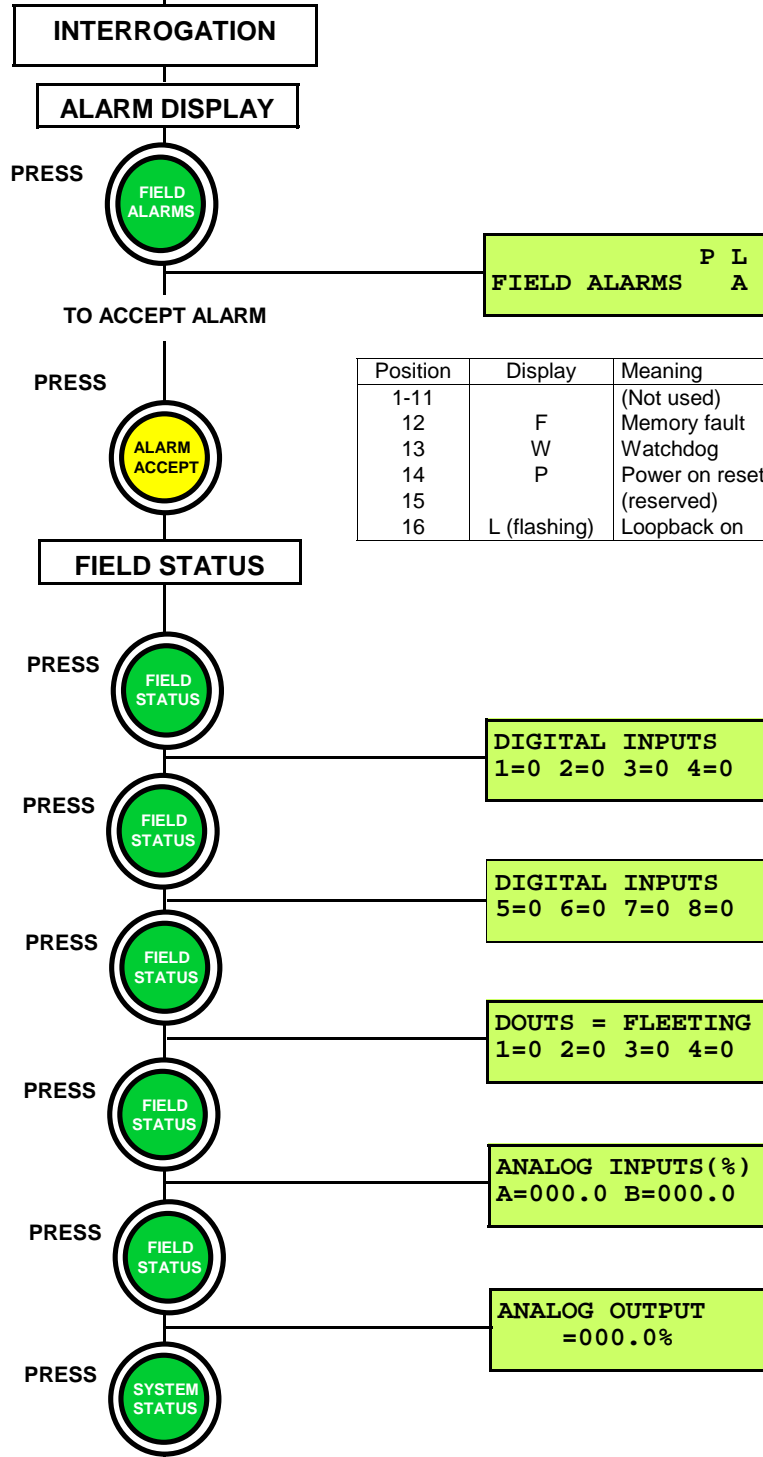 INTERROGATION
ALARM DISPLAY
PRESS
FIELD
ALARMS
P L
FIELD ALARMS A
TO ACCEPT ALARM
PRESS
ALARM
ACCEPT
Position Display Meaning
1-11 (Not used)
12 F Memory fault
13 W Watchdog
14 P Power on reset
15 (reserved)
16 L (flashing) Loopback on
FIELD STATUS
PRESS
FIELD
STATUS
DIGITAL INPUTS
1=0 2=0 3=0 4=0
PRESS
FIELD
STATUS
DIGITAL INPUTS
5=0 6=0 7=0 8=0
PRESS
FIELD
STATUS
DOUTS = FLEETING
1=0 2=0 3=0 4=0
PRESS
FIELD
STATUS
ANALOG INPUTS(%)
A=000.0 B=000.0
PRESS
FIELD
STATUS
ANALOG OUTPUT
=000.0%
PRESS
SYSTEM
STATUS